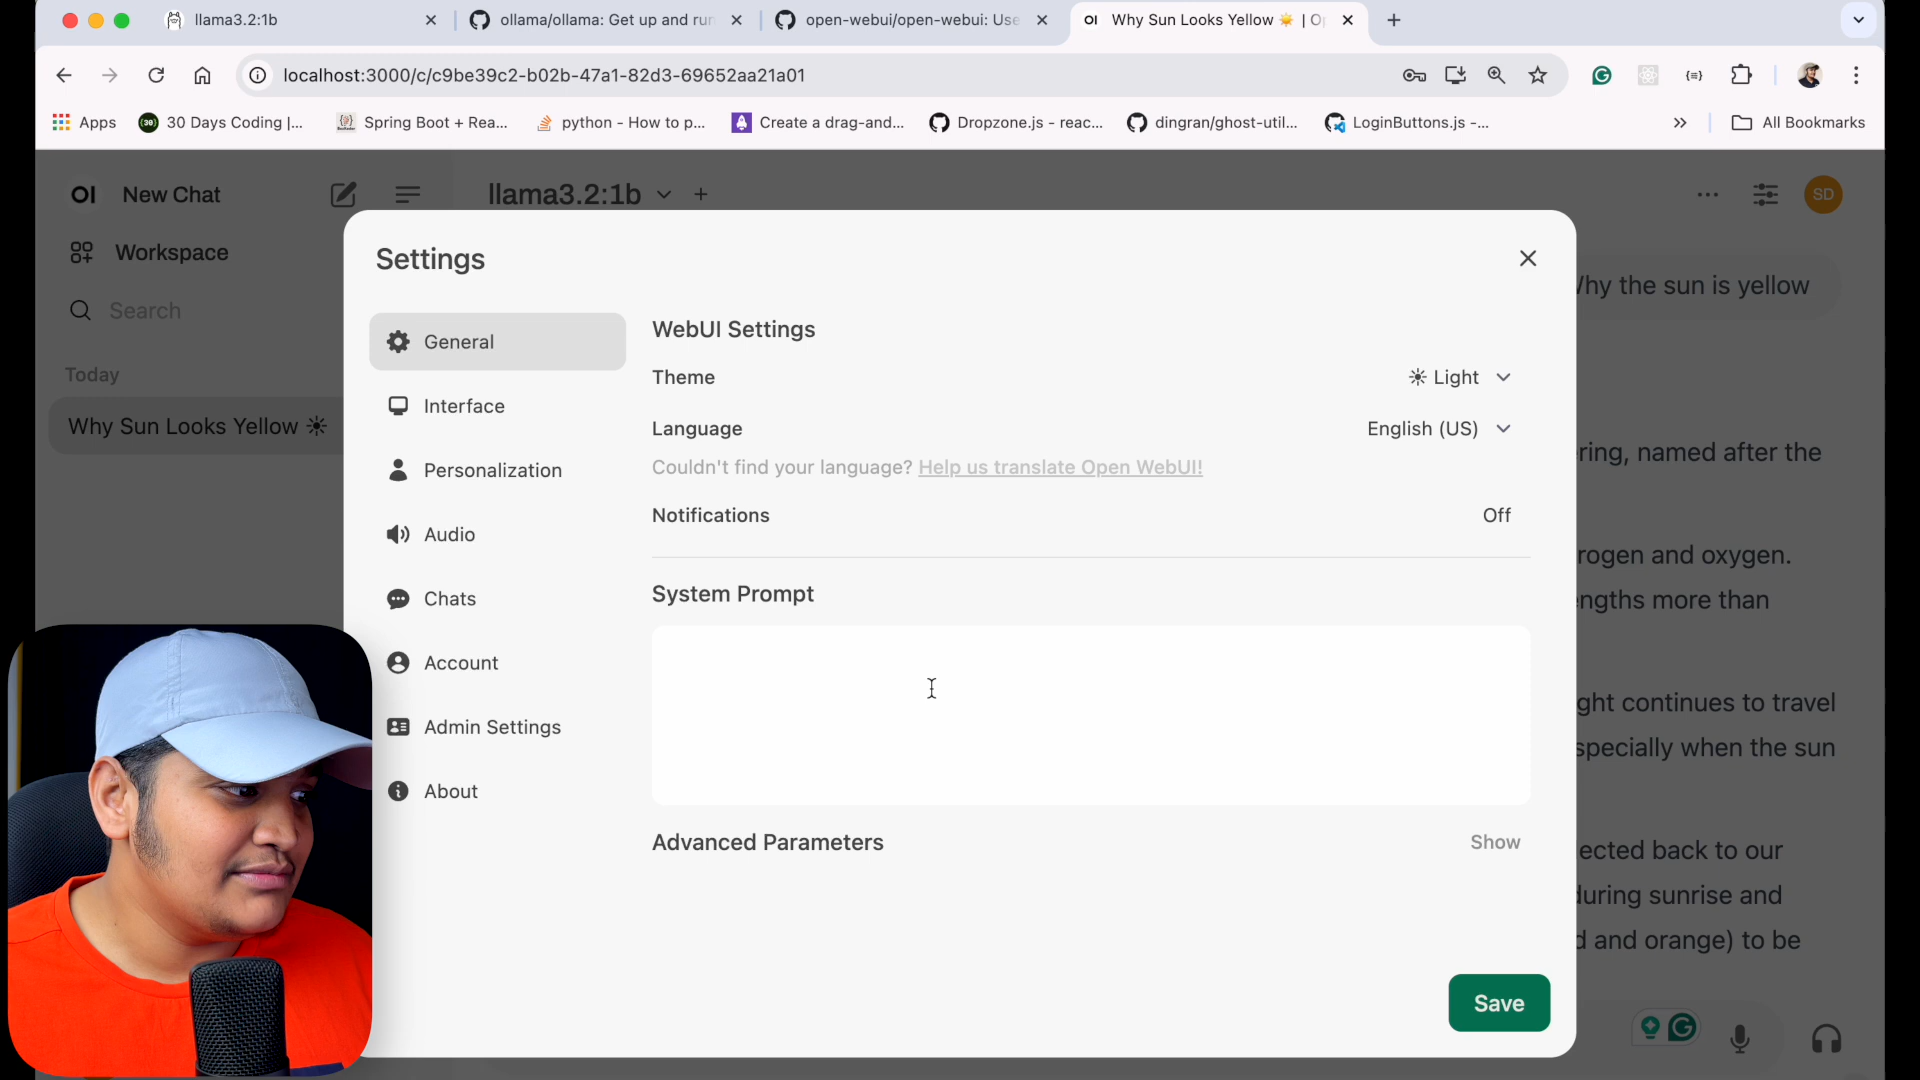 llama3.2:1b
ollama/ollama: Get up and run
open-webui/open-webui: Use
OI Why Sun Looks Yellow ☀️ | O
localhost:3000/c/c9be39c2-b02b-47a1-82d3-69652aa21a01
Apps
30 Days Coding |...
Spring Boot + Rea...
python - How to p...
Create a drag-and...
Dropzone.js - reac...
dingran/ghost-util...
LoginButtons.js -...
All Bookmarks
OI New Chat
llama3.2:1b
SD
Workspace
Search
Today
Why Sun Looks Yellow ☀
Why the sun is yellow
ring, named after the
rogen and oxygen.
engths more than
ght continues to travel
specially when the sun
ected back to our
during sunrise and
d and orange) to be
Settings
General
Interface
Personalization
Audio
Chats
Account
Admin Settings
About
WebUI Settings
Theme
☀ Light
Language
English (US)
Couldn't find your language? Help us translate Open WebUI!
Notifications
Off
System Prompt
Advanced Parameters
Show
Save